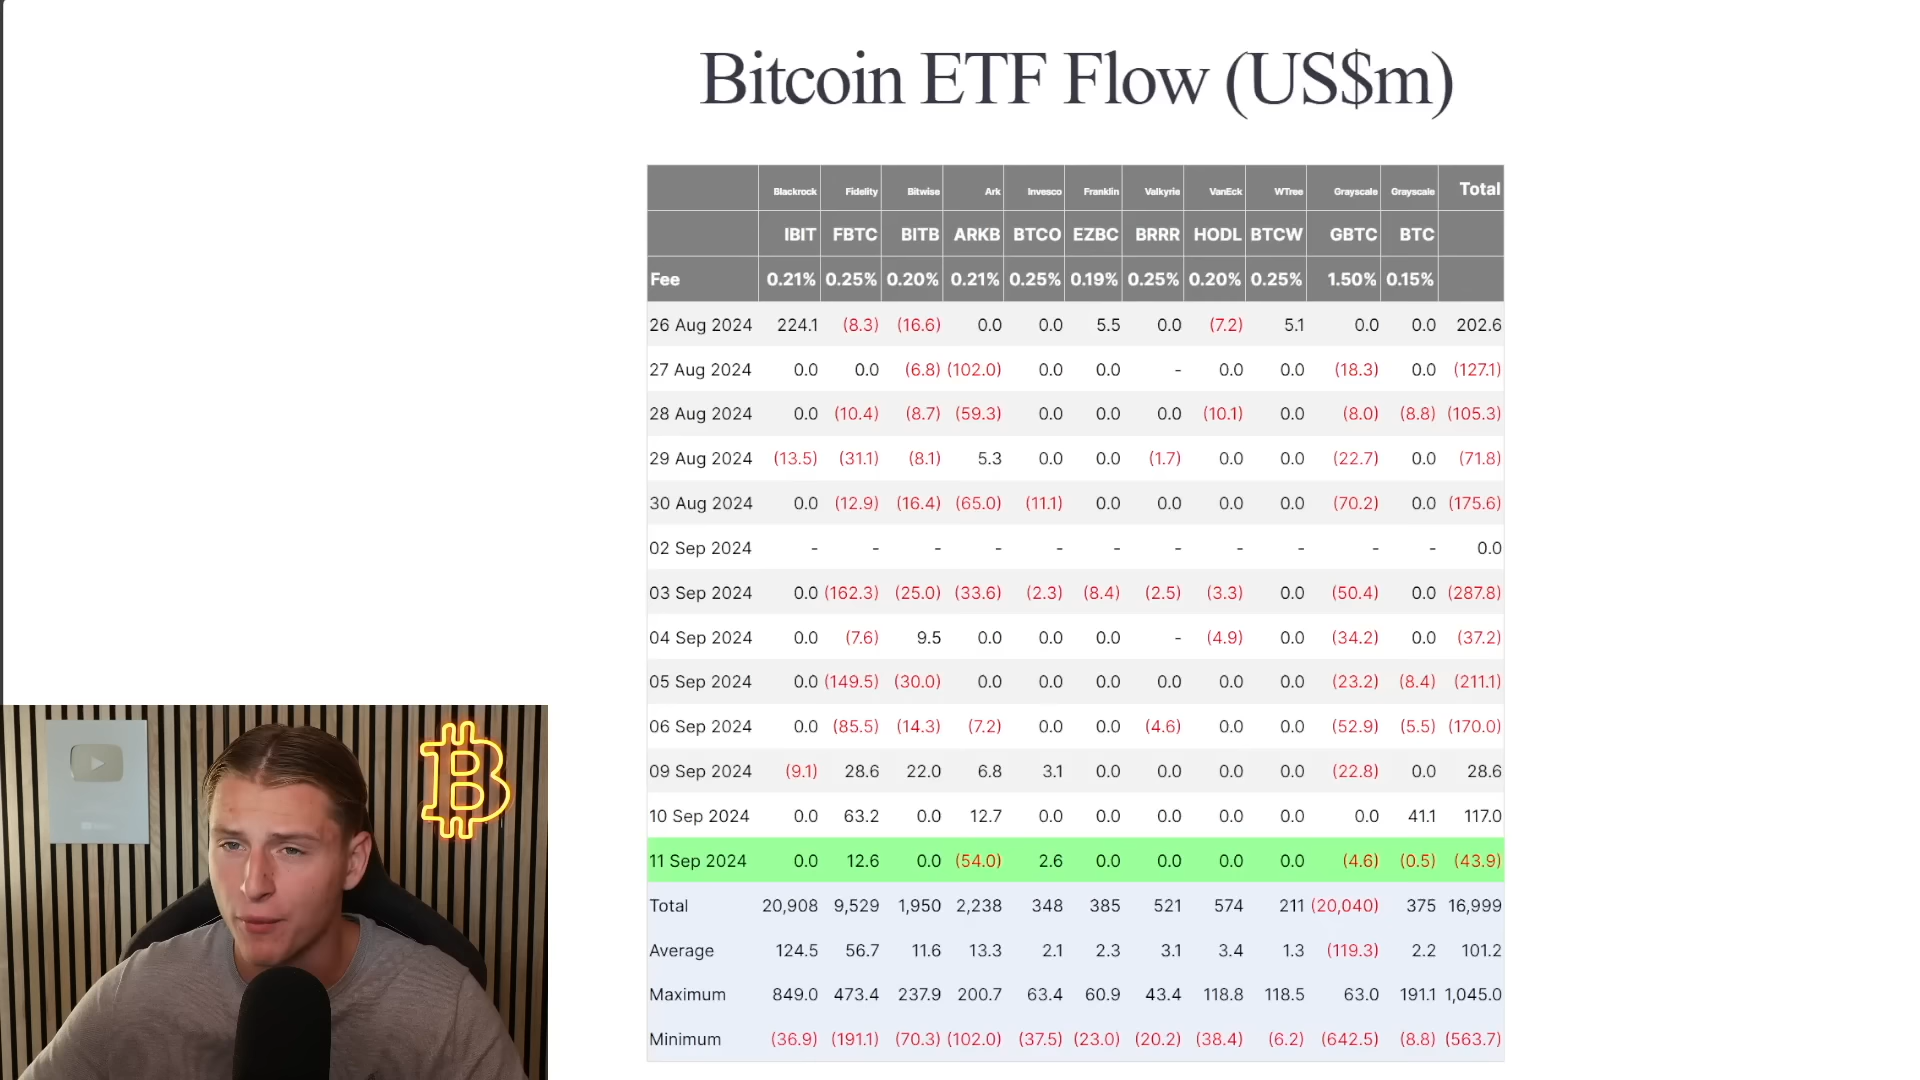 Bitcoin ETF Flow (US$m)
Blackrock Fidelity Bitwise Ark Invesco Franklin Valkyrie VanEck WTree Grayscale Grayscale Total
IBIT FBTC BITB ARKB BTCO EZBC BRRR HODL BTCW GBTC BTC
Fee 0.21% 0.25% 0.20% 0.21% 0.25% 0.19% 0.25% 0.20% 0.25% 1.50% 0.15%
26 Aug 2024 224.1 (8.3) (16.6) 0.0 0.0 5.5 0.0 (7.2) 5.1 0.0 0.0 202.6
27 Aug 2024 0.0 0.0 (6.8) (102.0) 0.0 0.0 - 0.0 0.0 (18.3) 0.0 (127.1)
28 Aug 2024 0.0 (10.4) (8.7) (59.3) 0.0 0.0 0.0 (10.1) 0.0 (8.0) (8.8) (105.3)
29 Aug 2024 (13.5) (31.1) (8.1) 5.3 0.0 0.0 (1.7) 0.0 0.0 (22.7) 0.0 (71.8)
30 Aug 2024 0.0 (12.9) (16.4) (65.0) (11.1) 0.0 0.0 0.0 0.0 (70.2) 0.0 (175.6)
02 Sep 2024 - - - - - - - - - - - 0.0
03 Sep 2024 0.0 (162.3) (25.0) (33.6) (2.3) (8.4) (2.5) (3.3) 0.0 (50.4) 0.0 (287.8)
04 Sep 2024 0.0 (7.6) 9.5 0.0 0.0 0.0 - (4.9) 0.0 (34.2) 0.0 (37.2)
05 Sep 2024 0.0 (149.5) (30.0) 0.0 0.0 0.0 0.0 0.0 0.0 (23.2) (8.4) (211.1)
06 Sep 2024 0.0 (85.5) (14.3) (7.2) 0.0 0.0 (4.6) 0.0 0.0 (52.9) (5.5) (170.0)
09 Sep 2024 (9.1) 28.6 22.0 6.8 3.1 0.0 0.0 0.0 0.0 (22.8) 0.0 28.6
10 Sep 2024 0.0 63.2 0.0 12.7 0.0 0.0 0.0 0.0 0.0 0.0 41.1 117.0
11 Sep 2024 0.0 12.6 0.0 (54.0) 2.6 0.0 0.0 0.0 0.0 (4.6) (0.5) (43.9)
Total 20,908 9,529 1,950 2,238 348 385 521 574 211 (20,040) 375 16,999
Average 124.5 56.7 11.6 13.3 2.1 2.3 3.1 3.4 1.3 (119.3) 2.2 101.2
Maximum 849.0 473.4 237.9 200.7 63.4 60.9 43.4 118.8 118.5 63.0 191.1 1,045.0
Minimum (36.9) (191.1) (70.3) (102.0) (37.5) (23.0) (20.2) (38.4) (6.2) (642.5) (8.8) (563.7)